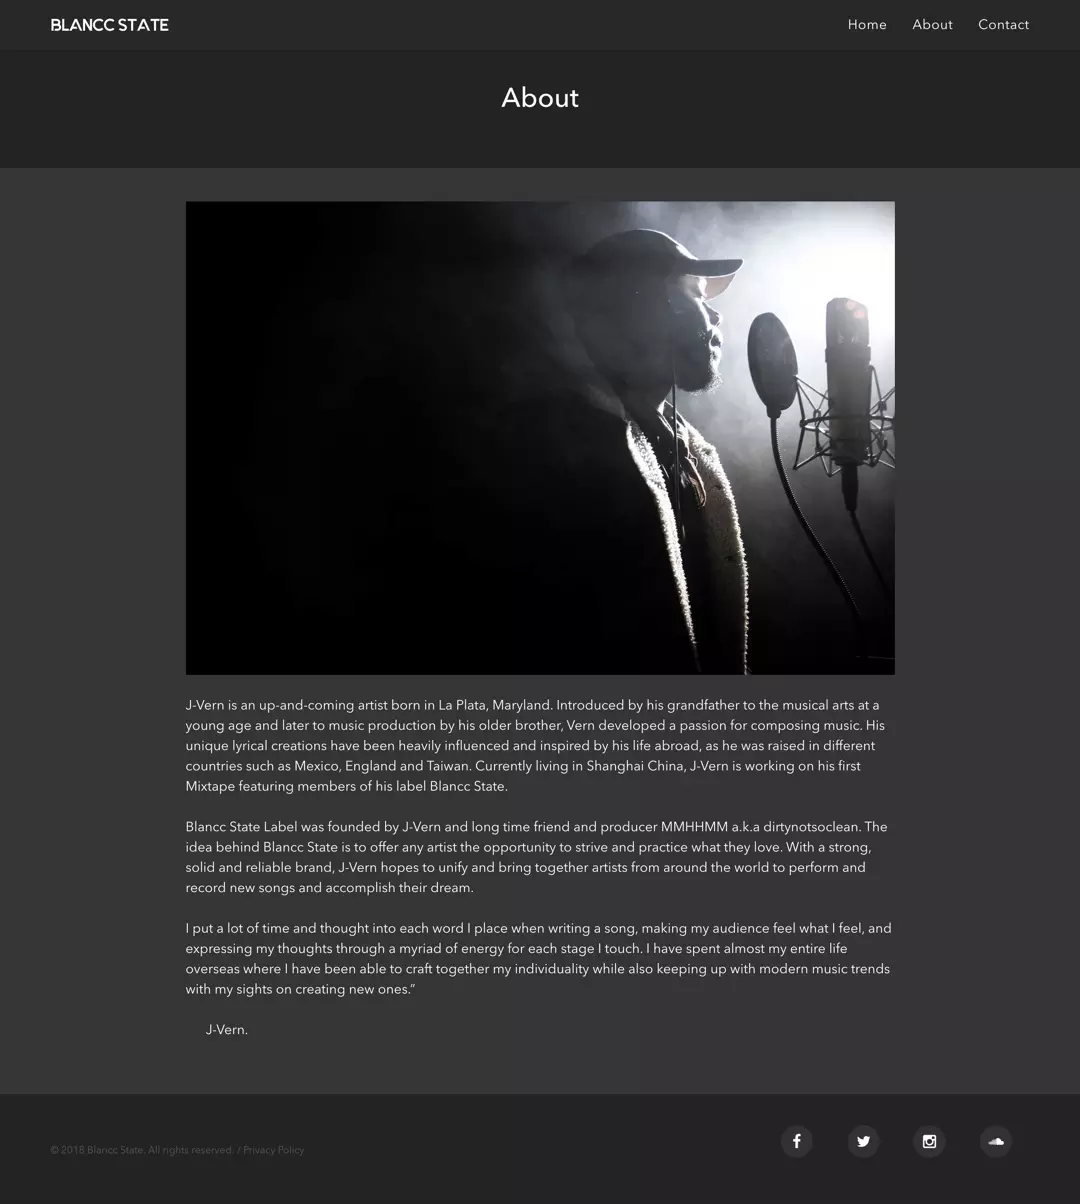 BLANCC STATE
Home About Contact
About
J-Vern is an up-and-coming artist born in La Plata, Maryland. Introduced by his grandfather to the musical arts at a
young age and later to music production by his older brother, Vern developed a passion for composing music. His
unique lyrical creations have been heavily influenced and inspired by his life abroad, as he was raised in different
countries such as Mexico, England and Taiwan. Currently living in Shanghai China, J-Vern is working on his first
Mixtape featuring members of his label Blancc State.
Blancc State Label was founded by J-Vern and long time friend and producer MMHHMM a.k.a dirtynotsoclean. The
idea behind Blancc State is to offer any artist the opportunity to strive and practice what they love. With a strong,
solid and reliable brand, J-Vern hopes to unify and bring together artists from around the world to perform and
record new songs and accomplish their dream.
I put a lot of time and thought into each word I place when writing a song, making my audience feel what I feel, and
expressing my thoughts through a myriad of energy for each stage I touch. I have spent almost my entire life
overseas where I have been able to craft together my individuality while also keeping up with modern music trends
with my sights on creating new ones.”
J-Vern.
© 2018 Blancc State. All rights reserved. / Privacy Policy